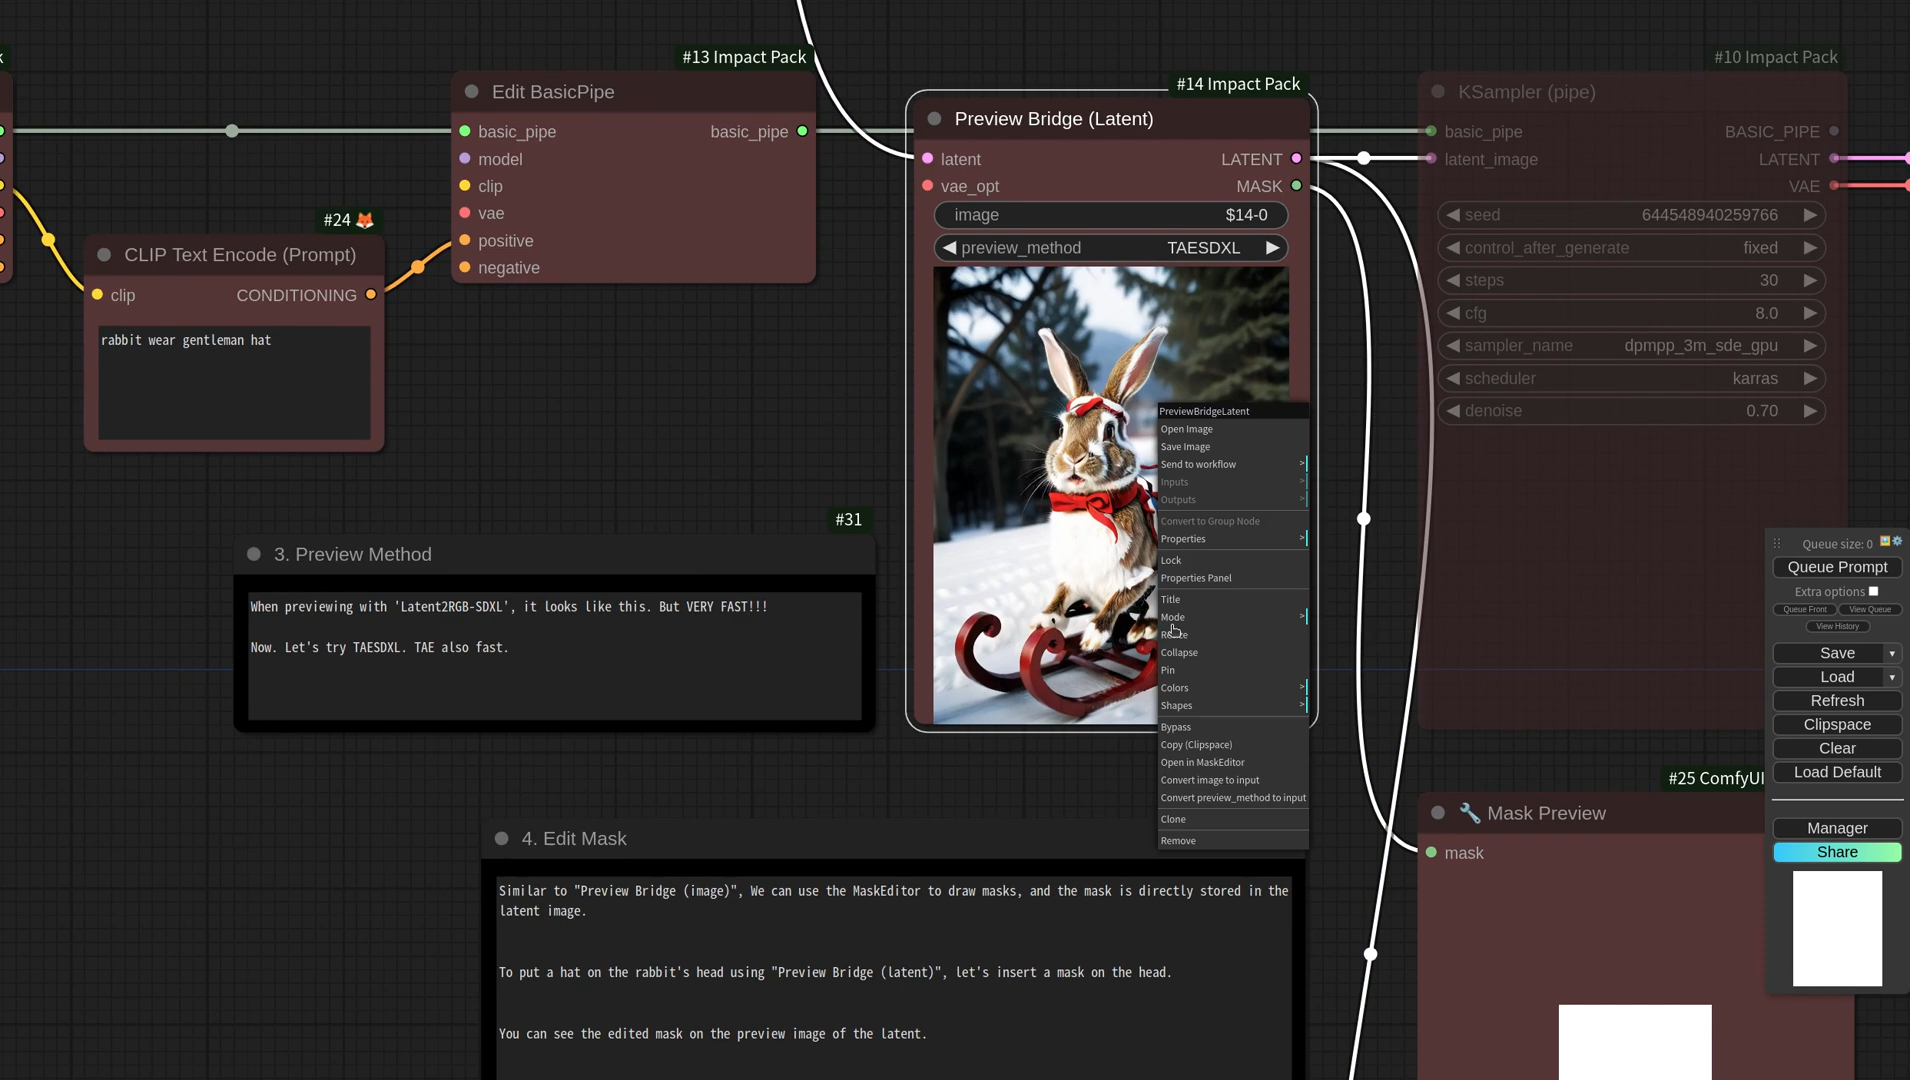 k
#13 Impact Pack
Edit BasicPipe
basic_pipe
basic_pipe
model
clip
vae
positive
negative
#24 🦊
CLIP Text Encode (Prompt)
clip
CONDITIONING
rabbit wear gentleman hat
#14 Impact Pack
Preview Bridge (Latent)
latent
LATENT
vae_opt
MASK
image
$14-0
preview_method
TAESDXL
PreviewBridgeLatent
Open Image
Save Image
Send to workflow >
Inputs >
Outputs >
Convert to Group Node
Properties >
Lock
Properties Panel
Title
Mode >
Collapse
Pin
Colors >
Shapes >
Bypass
Copy (Clipspace)
Open in MaskEditor
Convert image to input
Convert preview_method to input
Clone
Remove
#10 Impact Pack
KSampler (pipe)
basic_pipe
BASIC_PIPE
latent_image
LATENT
VAE
seed
644548940259766
control_after_generate
fixed
steps
30
cfg
8.0
sampler_name
dpmpp_3m_sde_gpu
scheduler
karras
denoise
0.70
#31
3. Preview Method
When previewing with 'Latent2RGB-SDXL', it looks like this. But VERY FAST!!!
Now. Let's try TAESDXL. TAE also fast.
4. Edit Mask
Similar to "Preview Bridge (image)", We can use the MaskEditor to draw masks, and the mask is directly stored in the
latent image.
To put a hat on the rabbit's head using "Preview Bridge (latent)", let's insert a mask on the head.
You can see the edited mask on the preview image of the latent.
#25 ComfyUI
🔧 Mask Preview
mask
Queue size: 0
Queue Prompt
Extra options
Queue Front
View Queue
View History
Save
Load
Refresh
Clipspace
Clear
Load Default
Manager
Share